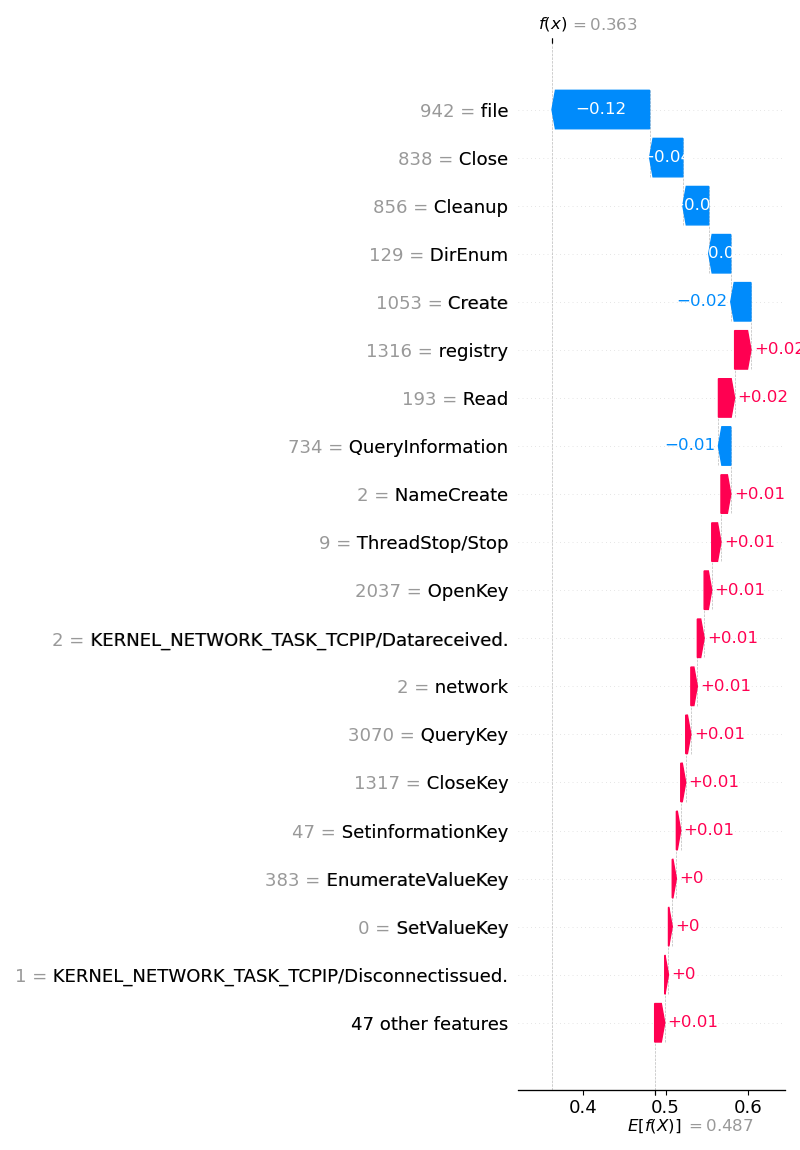 f(x) = 0.363
942 = file
−0.12
838 = Close
−0.04
856 = Cleanup
129 = DirEnum
1053 = Create
−0.02
1316 = registry
+0.02
193 = Read
+0.02
734 = QueryInformation
−0.01
2 = NameCreate
+0.01
9 = ThreadStop/Stop
+0.01
2037 = OpenKey
+0.01
2 = KERNEL_NETWORK_TASK_TCPIP/Datareceived.
+0.01
2 = network
+0.01
3070 = QueryKey
+0.01
1317 = CloseKey
+0.01
47 = SetinformationKey
+0.01
383 = EnumerateValueKey
+0
0 = SetValueKey
+0
1 = KERNEL_NETWORK_TASK_TCPIP/Disconnectissued.
+0
47 other features
+0.01
0.4 0.5 0.6
E[f(X)] = 0.487